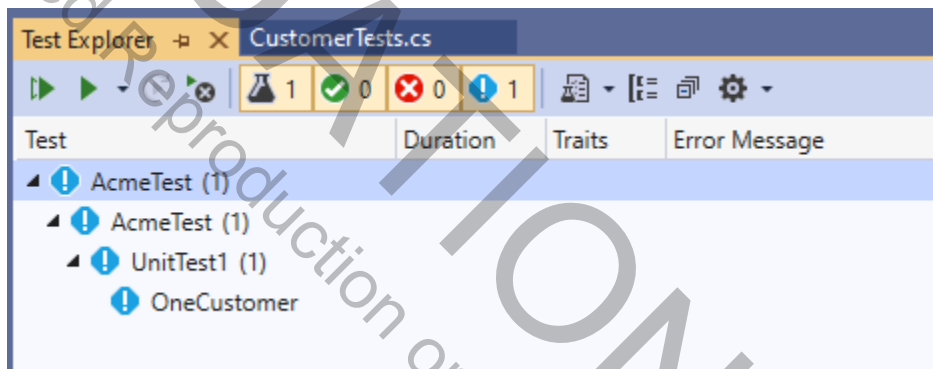 Test Explorer CustomerTests.cs
1 0 0 1
Test Duration Traits Error Message
AcmeTest (1)
AcmeTest (1)
UnitTest1 (1)
OneCustomer
Reproduction